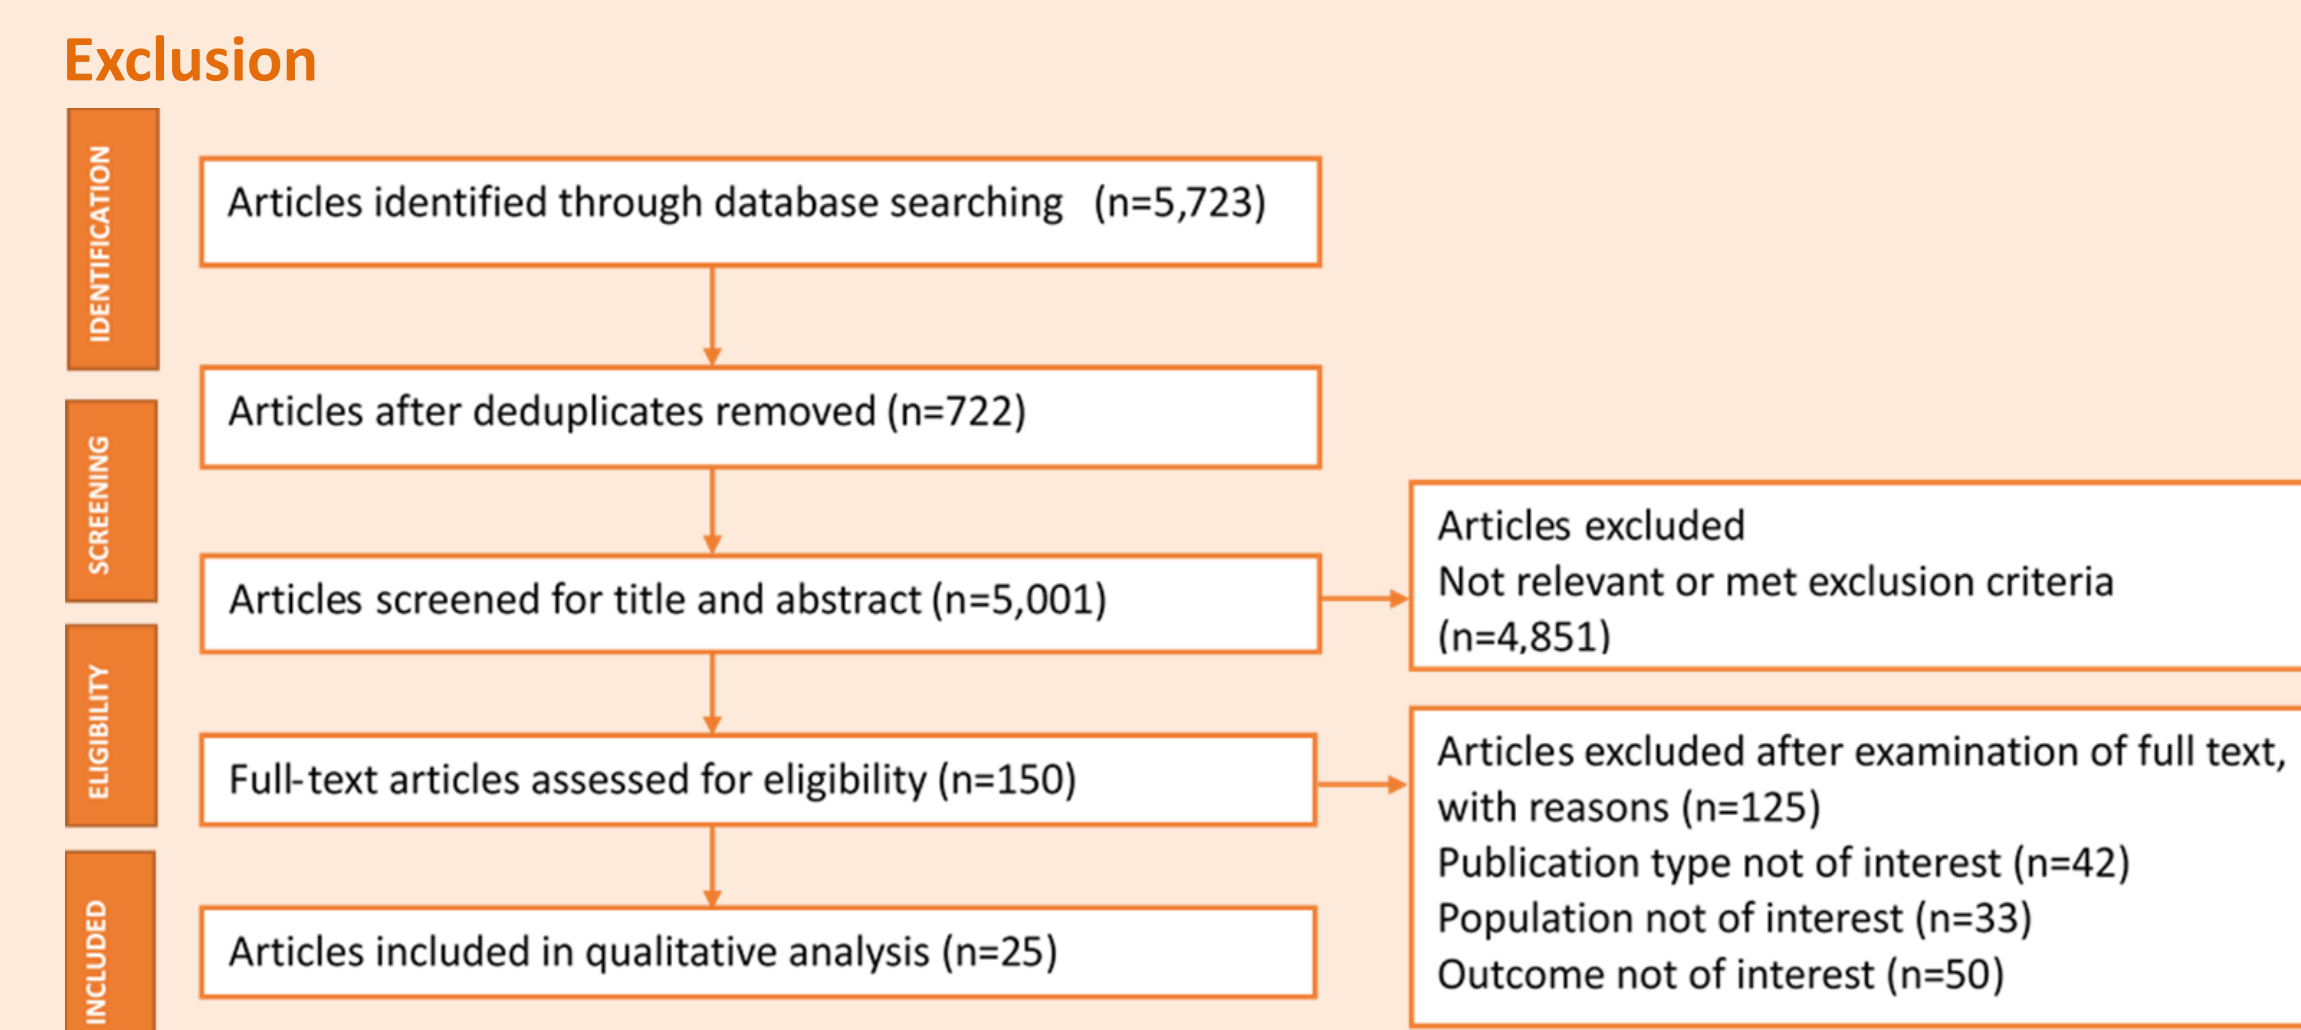 Exclusion
IDENTIFICATION
Articles identified through database searching (n=5,723)
Articles after deduplicates removed (n=722)
SCREENING
Articles screened for title and abstract (n=5,001)
Articles excluded
Not relevant or met exclusion criteria
(n=4,851)
ELIGIBILITY
Full-text articles assessed for eligibility (n=150)
Articles excluded after examination of full text,
with reasons (n=125)
Publication type not of interest (n=42)
Population not of interest (n=33)
Outcome not of interest (n=50)
INCLUDED
Articles included in qualitative analysis (n=25)